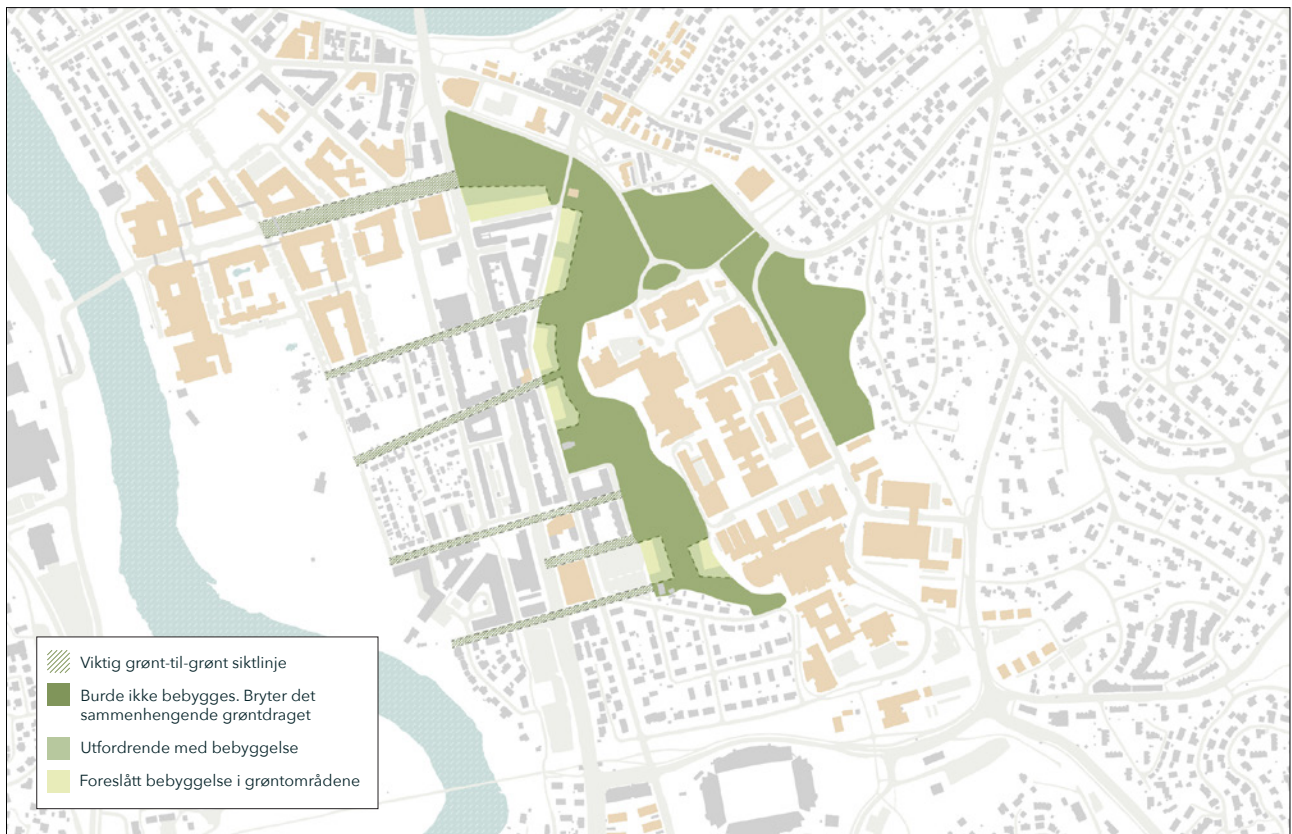 Viktig grønt-til-grønt siktlinje
Burde ikke bebygges. Bryter det
sammenhengende grøntdraget
Utfordrende med bebyggelse
Foreslått bebyggelse i grøntområdene